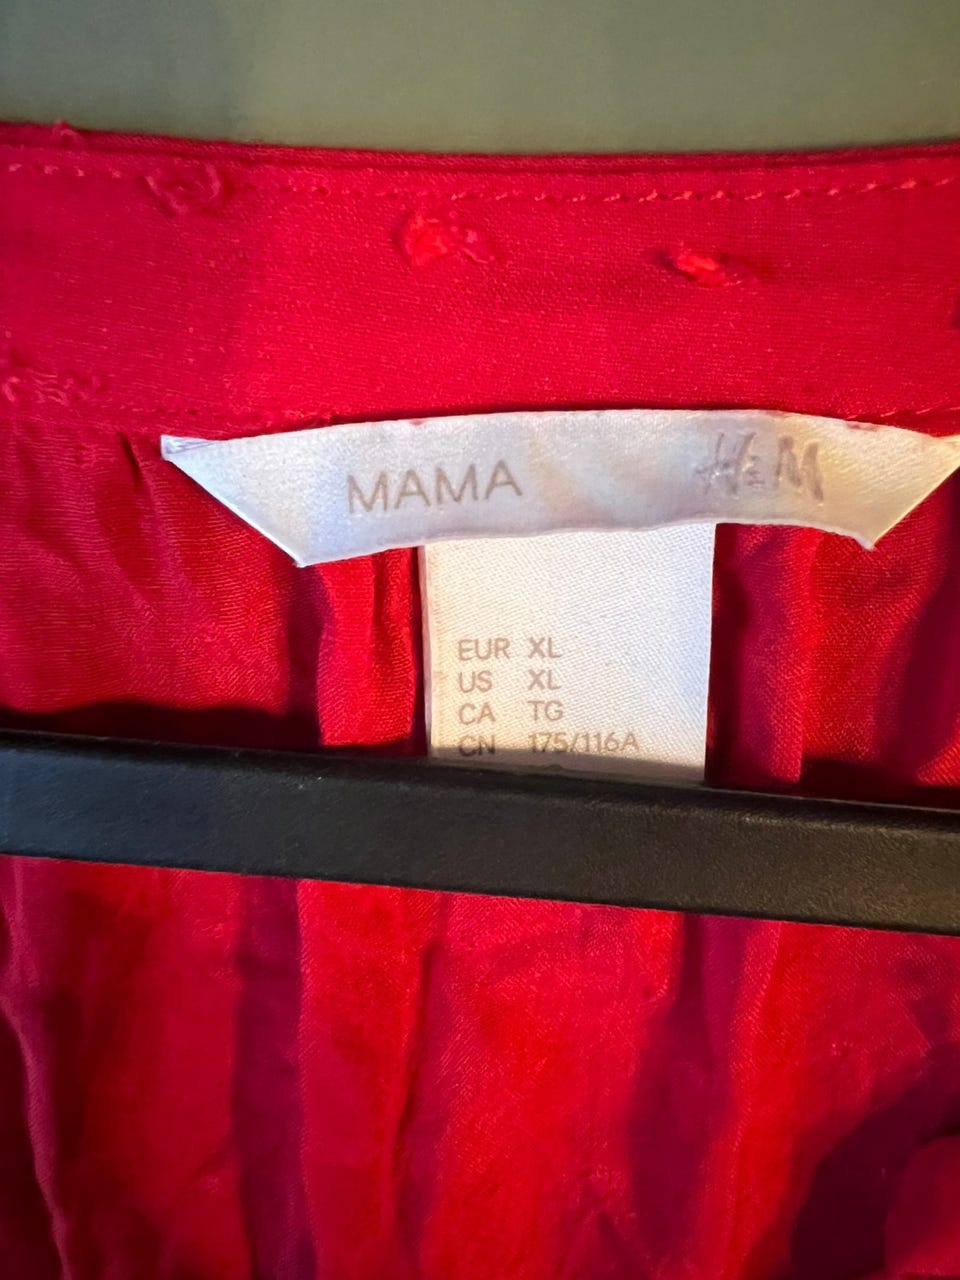 MAMA H&M
EUR XL
US XL
CA TG
CN 175/116A